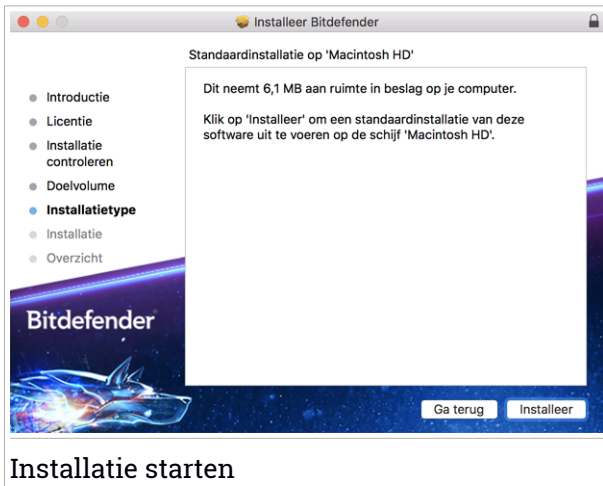 Installeer Bitdefender
Standaardinstallatie op 'Macintosh HD'
Introductie
Licentie
Installatie
controleren
Doelvolume
Installatietype
Installatie
Overzicht
Dit neemt 6,1 MB aan ruimte in beslag op je computer.
Klik op 'Installeer' om een standaardinstallatie van deze
software uit te voeren op de schijf 'Macintosh HD'.
Bitdefender
Ga terug
Installeer
Installatie starten